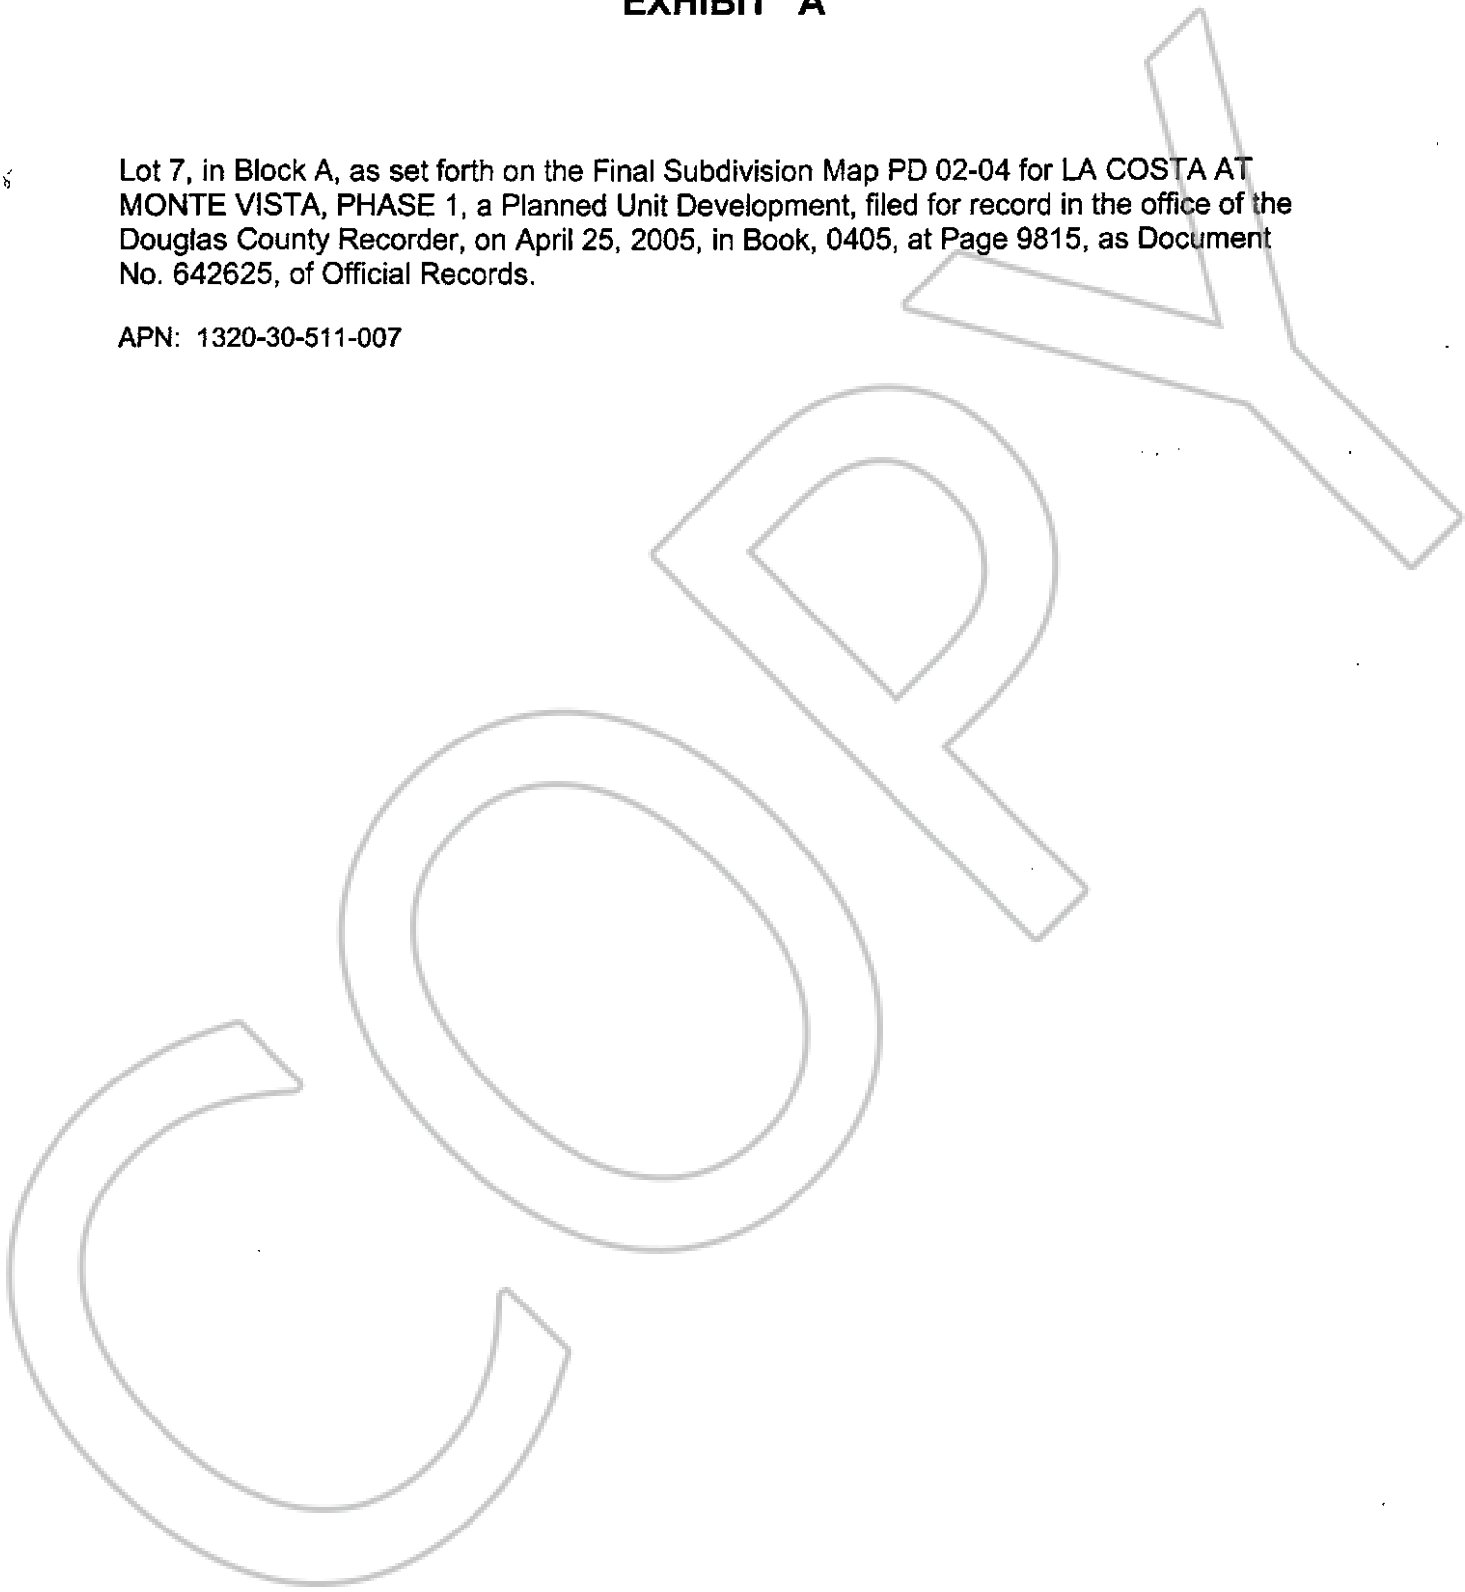 EXHIBIT "A"
Lot 7, in Block A, as set forth on the Final Subdivision Map PD 02-04 for LA COSTA AT
MONTE VISTA, PHASE 1, a Planned Unit Development, filed for record in the office of the
Douglas County Recorder, on April 25, 2005, in Book, 0405, at Page 9815, as Document
No. 642625, of Official Records.
APN: 1320-30-511-007
COPY